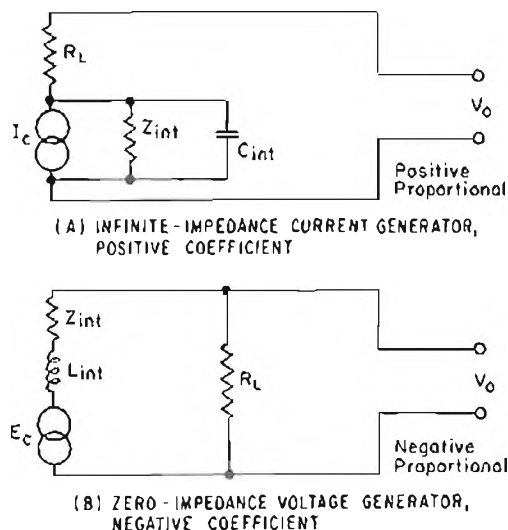 R_L
I_c
Z_int
C_int
V_o
Positive
Proportional
(A) INFINITE-IMPEDANCE CURRENT GENERATOR,
POSITIVE COEFFICIENT
Z_int
L_int
E_c
R_L
V_o
Negative
Proportional
(B) ZERO-IMPEDANCE VOLTAGE GENERATOR,
NEGATIVE COEFFICIENT